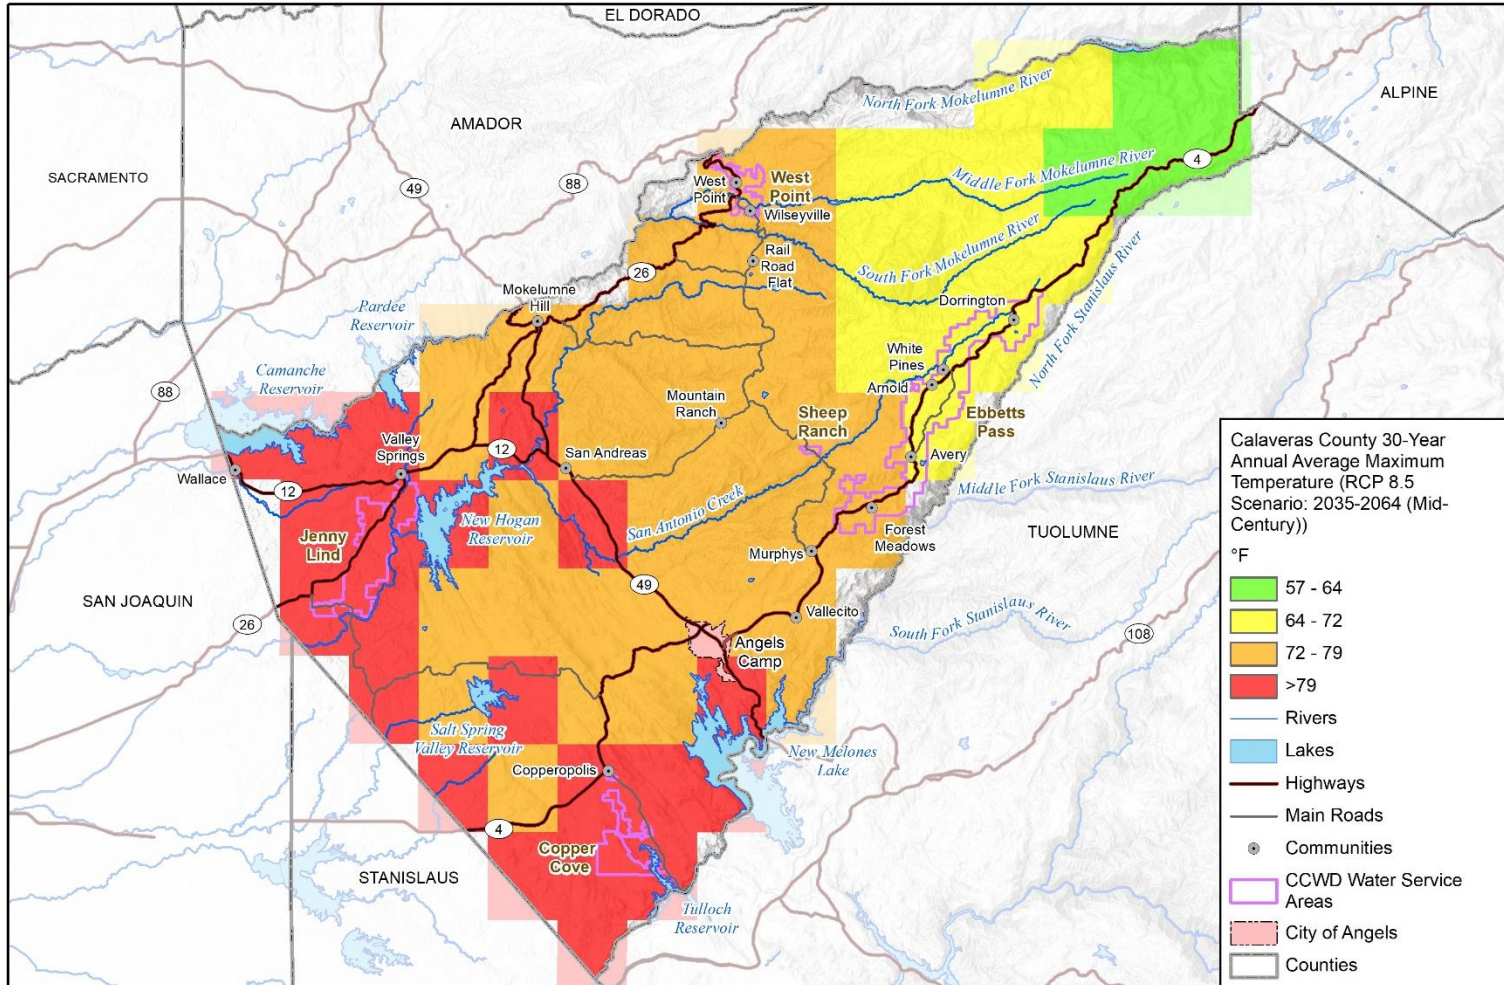 EL DORADO
ALPINE
AMADOR
SACRAMENTO
North Fork Mokelumne River
4
Middle Fork Mokelumne River
49
88
West
Point
West
Point
Wilseyville
South Fork Mokelumne River
Rail
Road
Flat
26
Mokelumne
Hill
Pardee
Reservoir
Dorrington
North Fork Stanislaus River
White
Pines
Arnold
Camanche
Reservoir
88
Mountain
Ranch
Sheep
Ranch
Ebbetts
Pass
Valley
Springs
12
San Andreas
Avery
Wallace
12
Middle Fork Stanislaus River
New Hogan
Reservoir
San Antonio Creek
Forest
Meadows
TUOLUMNE
Jenny
Lind
Murphys
49
SAN JOAQUIN
26
Vallecito
South Fork Stanislaus River
108
Angels
Camp
Salt Spring
Valley Reservoir
New Melones
Lake
Copperopolis
4
Copper
Cove
STANISLAUS
Tulloch
Reservoir
Calaveras County 30-Year
Annual Average Maximum
Temperature (RCP 8.5
Scenario: 2035-2064 (Mid-
Century))
°F
57 - 64
64 - 72
72 - 79
>79
Rivers
Lakes
Highways
Main Roads
Communities
CCWD Water Service
Areas
City of Angels
Counties